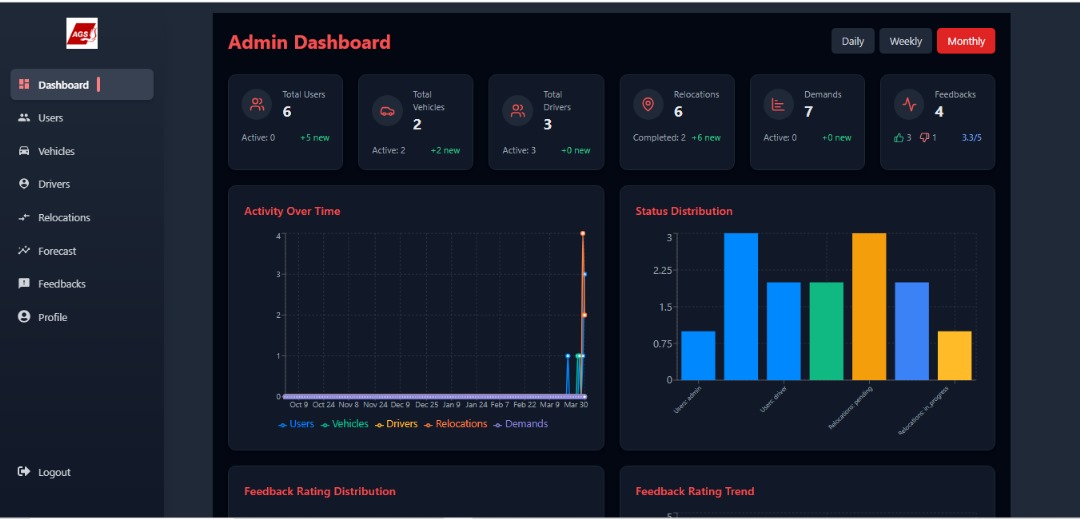 AGS
Dashboard
Users
Vehicles
Drivers
Relocations
Forecast
Feedbacks
Profile
Logout
Admin Dashboard
Daily
Weekly
Monthly
Total Users
6
Active: 0
+5 new
Total
Vehicles
2
Active: 2
+2 new
Total
Drivers
3
Active: 3
+0 new
Relocations
6
Completed: 2
+6 new
Demands
7
Active: 0
+0 new
Feedbacks
4
3
1
3.3/5
Activity Over Time
4
3
2
1
0
Oct 9 Oct 24 Nov 8 Nov 24 Dec 9 Dec 25 Jan 9 Jan 24 Feb 7 Feb 22 Mar 9 Mar 30
Users Vehicles Drivers Relocations Demands
Status Distribution
3
2.25
1.5
0.75
0
Users: admin
Users: driver
Relocations: pending
Relocations: in_progress
Feedback Rating Distribution
Feedback Rating Trend
5